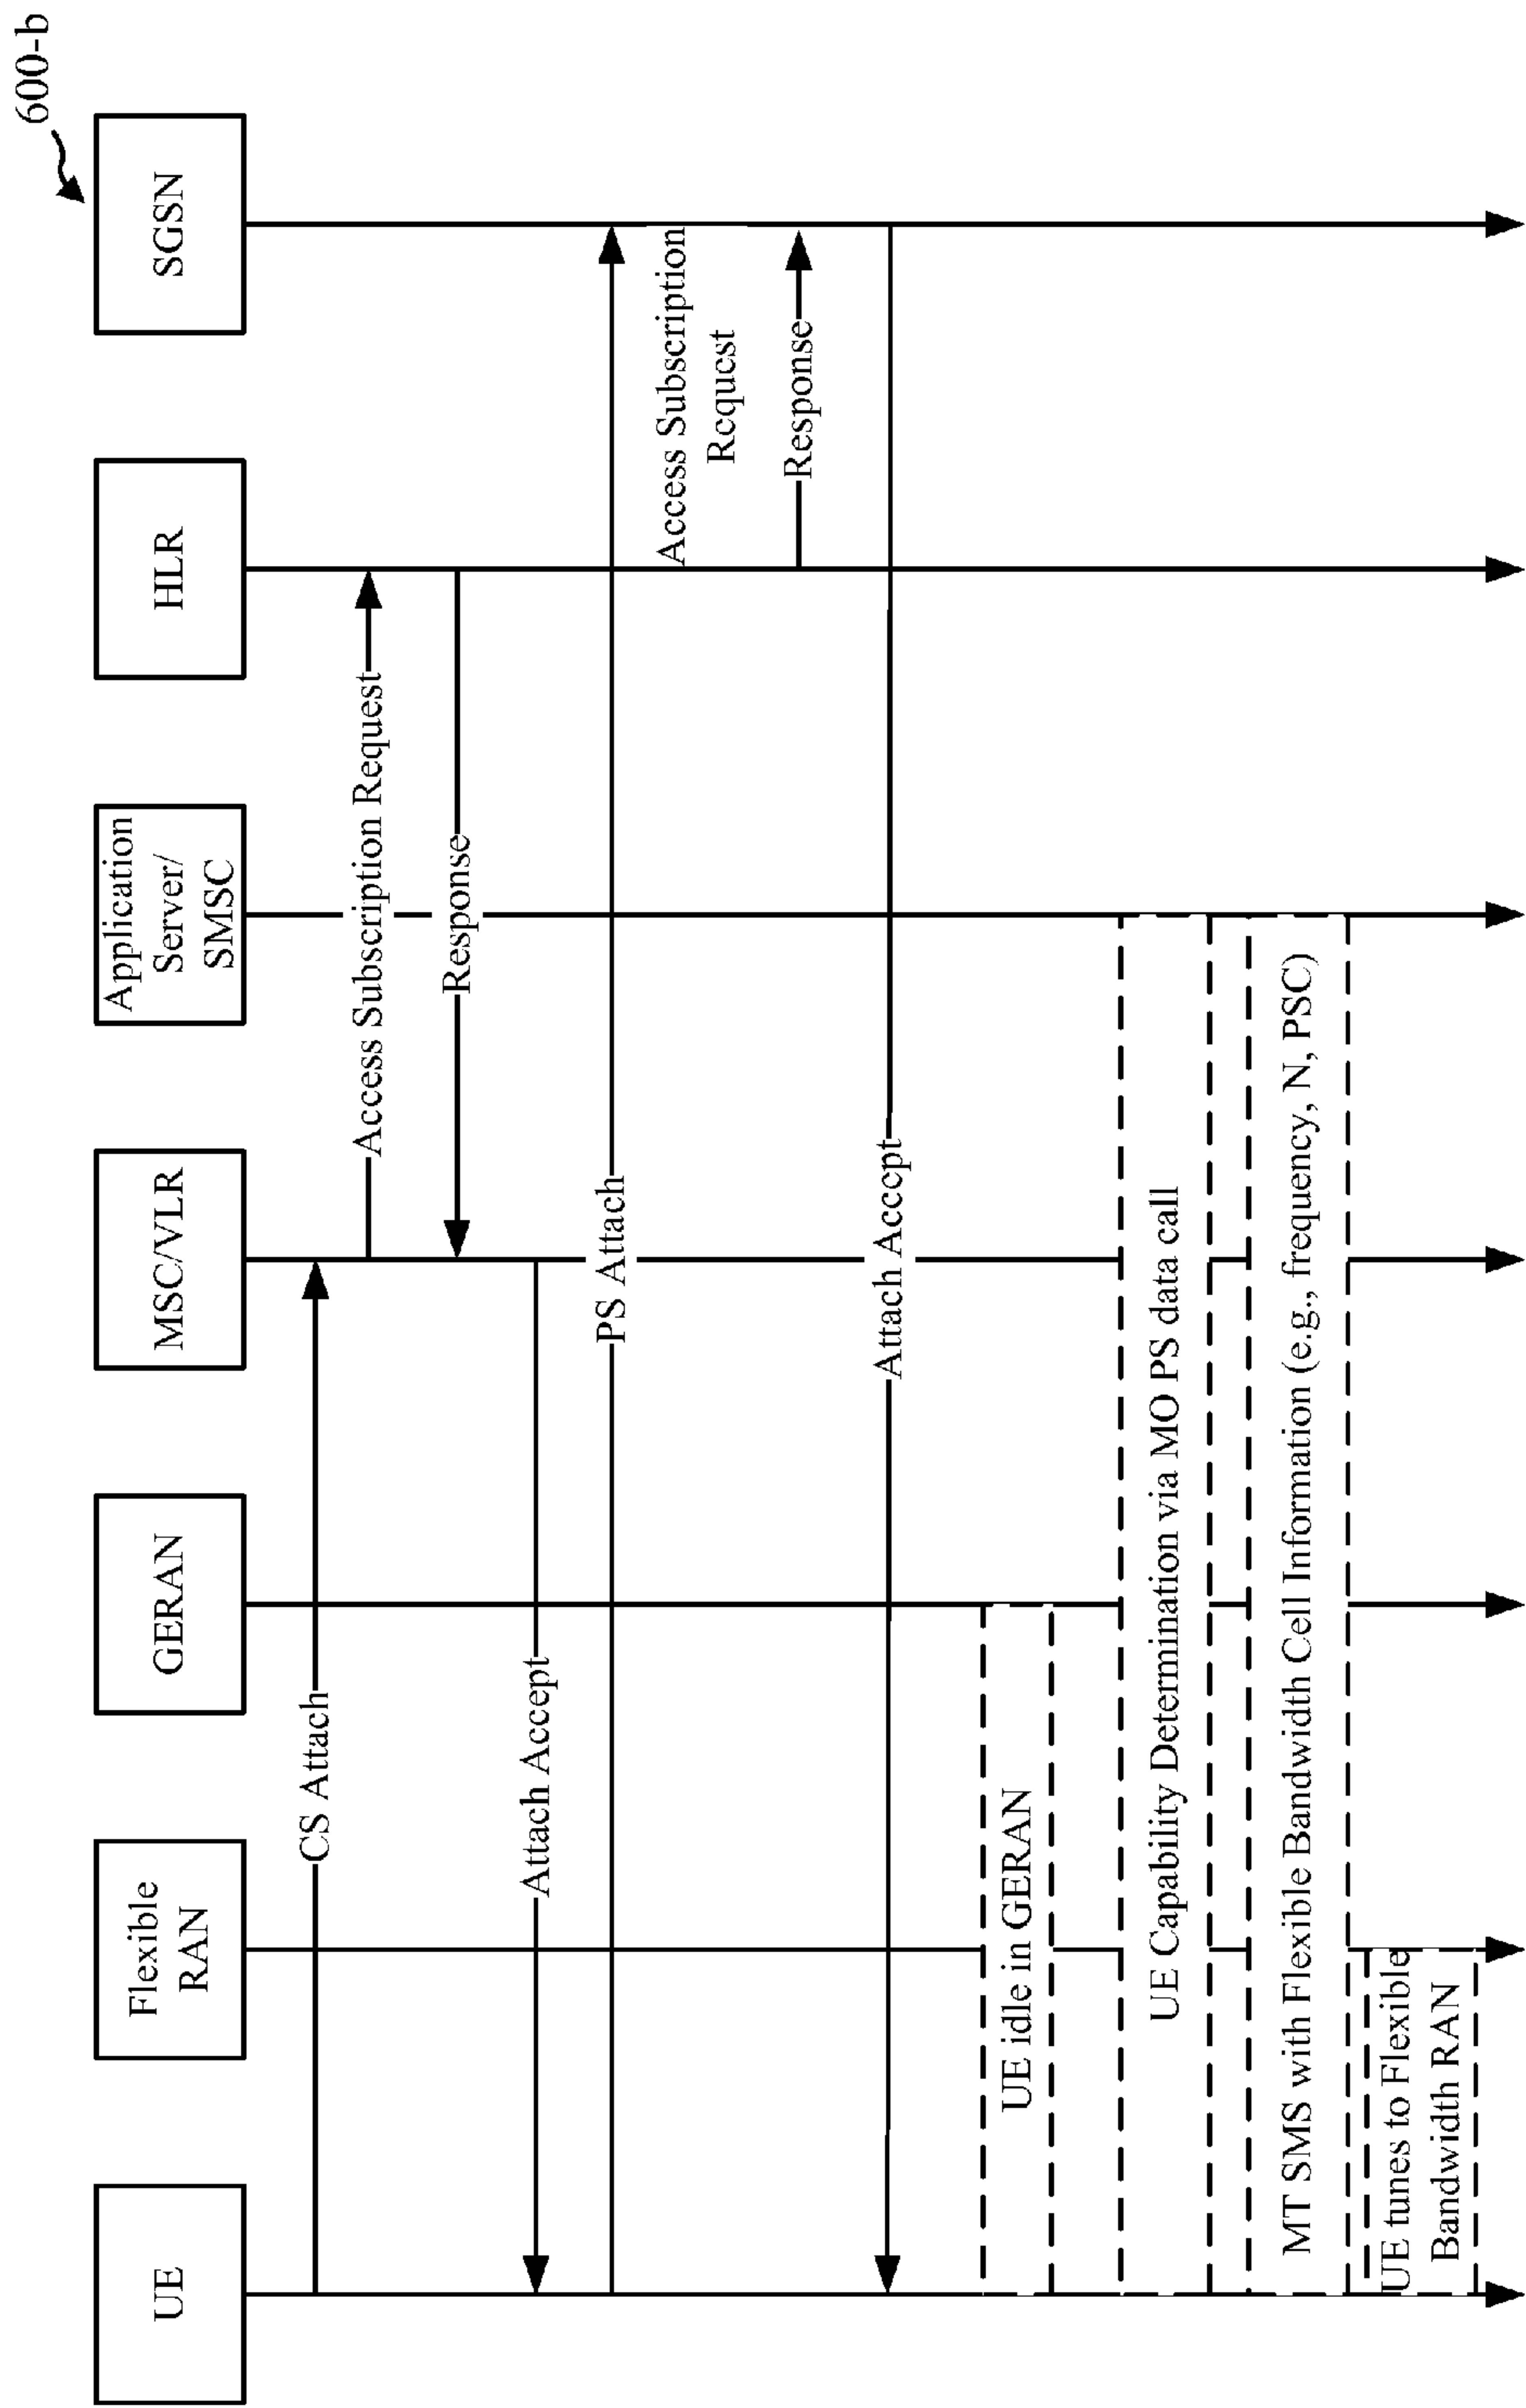 600-b
UE
Flexible
RAN
GERAN
MSC/VLR
Application
Server/
SMSC
HLR
SGSN
CS Attach
Access Subscription Request
Response
Attach Accept
PS Attach
Access Subscription
Request
Response
Attach Accept
UE idle in GERAN
UE Capability Determination via MO PS data call
MT SMS with Flexible Bandwidth Cell Information (e.g., frequency, N, PSC)
UE tunes to Flexible
Bandwidth RAN